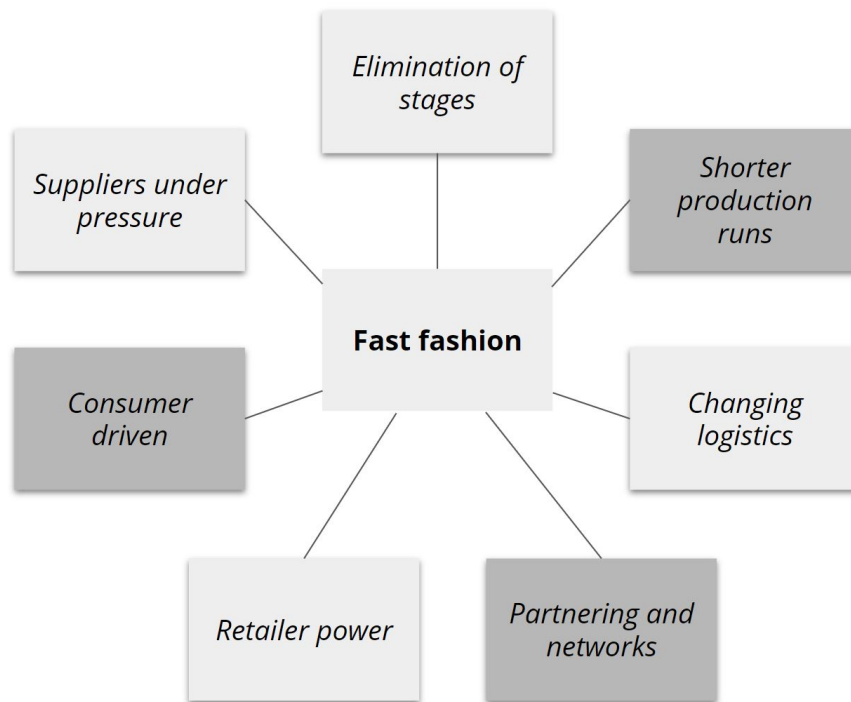 Elimination of
stages
Suppliers under
pressure
Shorter
production
runs
Fast fashion
Consumer
driven
Changing
logistics
Retailer power
Partnering and
networks